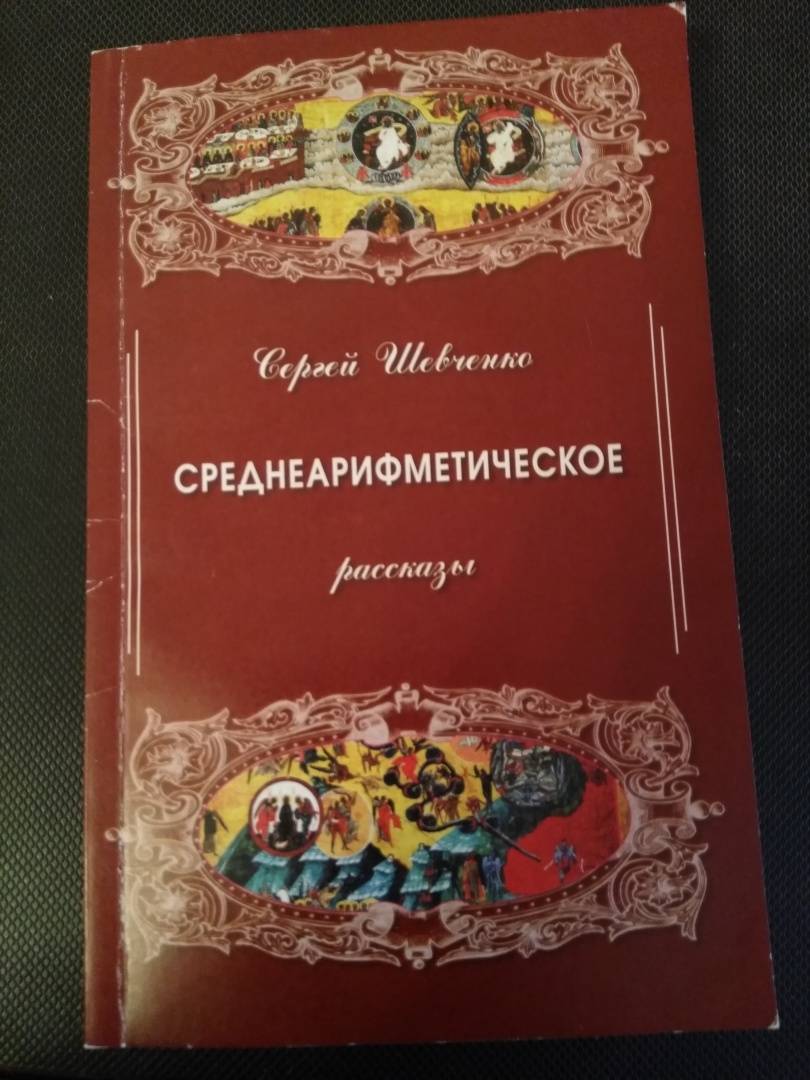 Сергей Шевченко
СРЕДНЕАРИФМЕТИЧЕСКОЕ
рассказы